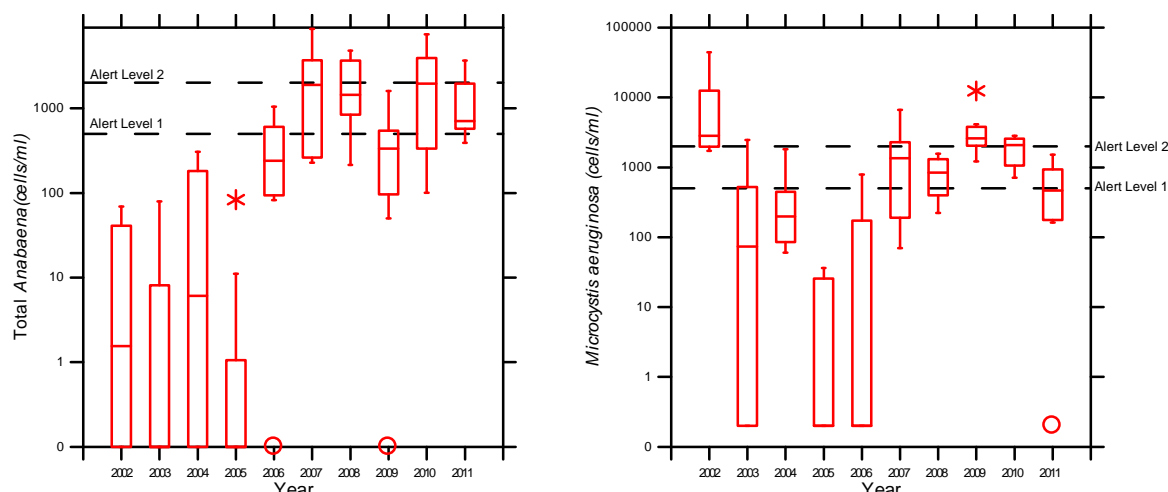 Total Anabaena(cells/ml)
1000
100
10
1
0
Alert Level 2
Alert Level 1
2002 2003 2004 2005 2006 2007 2008 2009 2010 2011
Year
Microcystis aeruginosa (cells/ml)
100000
10000
1000
100
10
1
0
Alert Level 2
Alert Level 1
2002 2003 2004 2005 2006 2007 2008 2009 2010 2011
Year